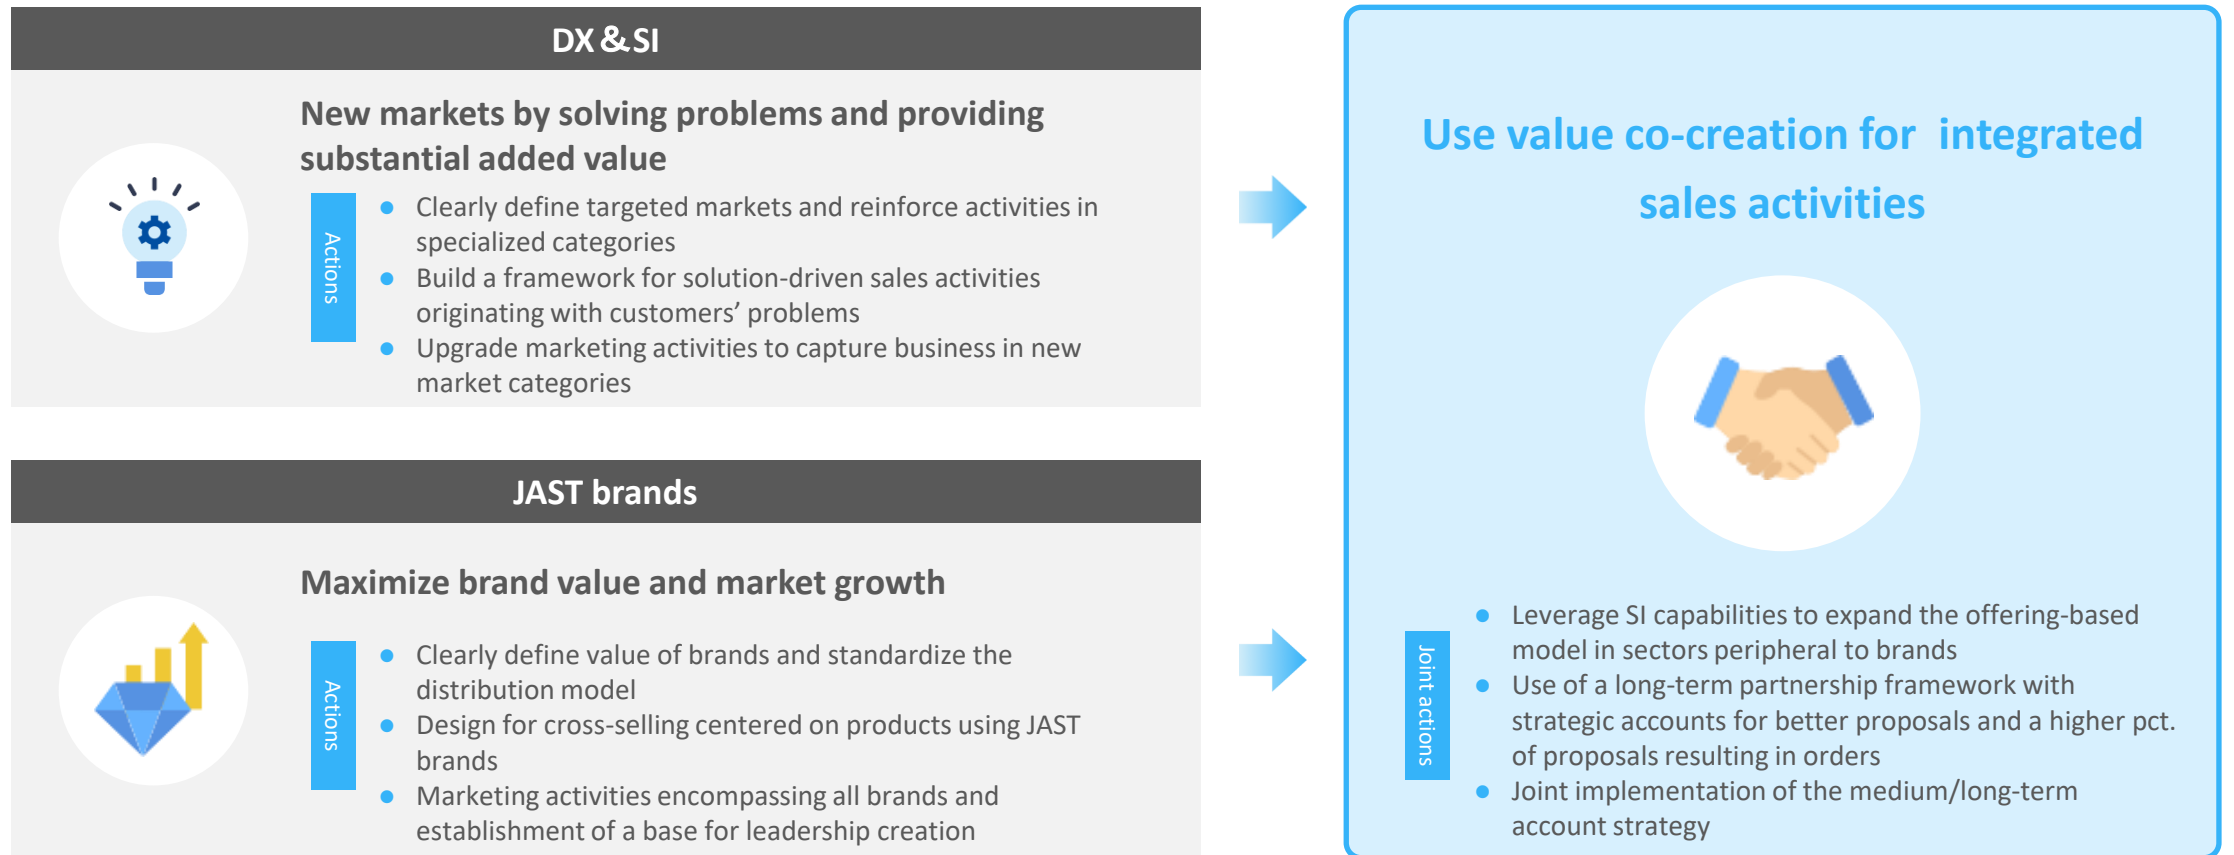 DX＆SI
New markets by solving problems and providing
substantial added value
Actions
● Clearly define targeted markets and reinforce activities in
specialized categories
● Build a framework for solution-driven sales activities
originating with customers’ problems
● Upgrade marketing activities to capture business in new
market categories
JAST brands
Maximize brand value and market growth
Actions
● Clearly define value of brands and standardize the
distribution model
● Design for cross-selling centered on products using JAST
brands
● Marketing activities encompassing all brands and
establishment of a base for leadership creation
Use value co-creation for integrated
sales activities
Joint actions
● Leverage SI capabilities to expand the offering-based
model in sectors peripheral to brands
● Use of a long-term partnership framework with
strategic accounts for better proposals and a higher pct.
of proposals resulting in orders
● Joint implementation of the medium/long-term
account strategy